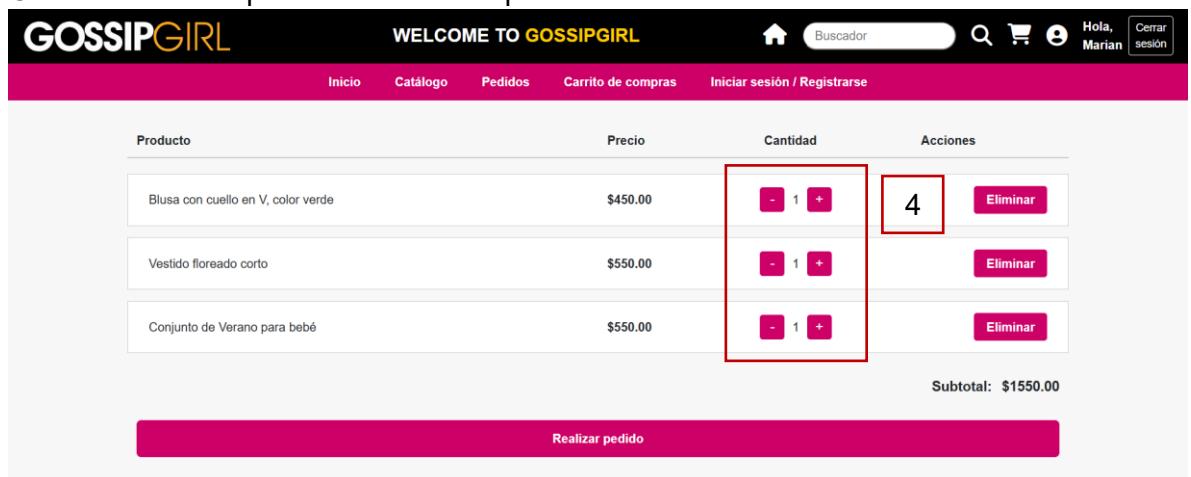 GOSSIPGIRL WELCOME TO GOSSIPGIRL Buscador Hola, Marian Cerrar sesión
Inicio Catálogo Pedidos Carrito de compras Iniciar sesión / Registrarse
Producto Precio Cantidad Acciones
Blusa con cuello en V, color verde $450.00 - 1 + 4 Eliminar
Vestido floreado corto $550.00 - 1 + Eliminar
Conjunto de Verano para bebé $550.00 - 1 + Eliminar
Subtotal: $1550.00
Realizar pedido